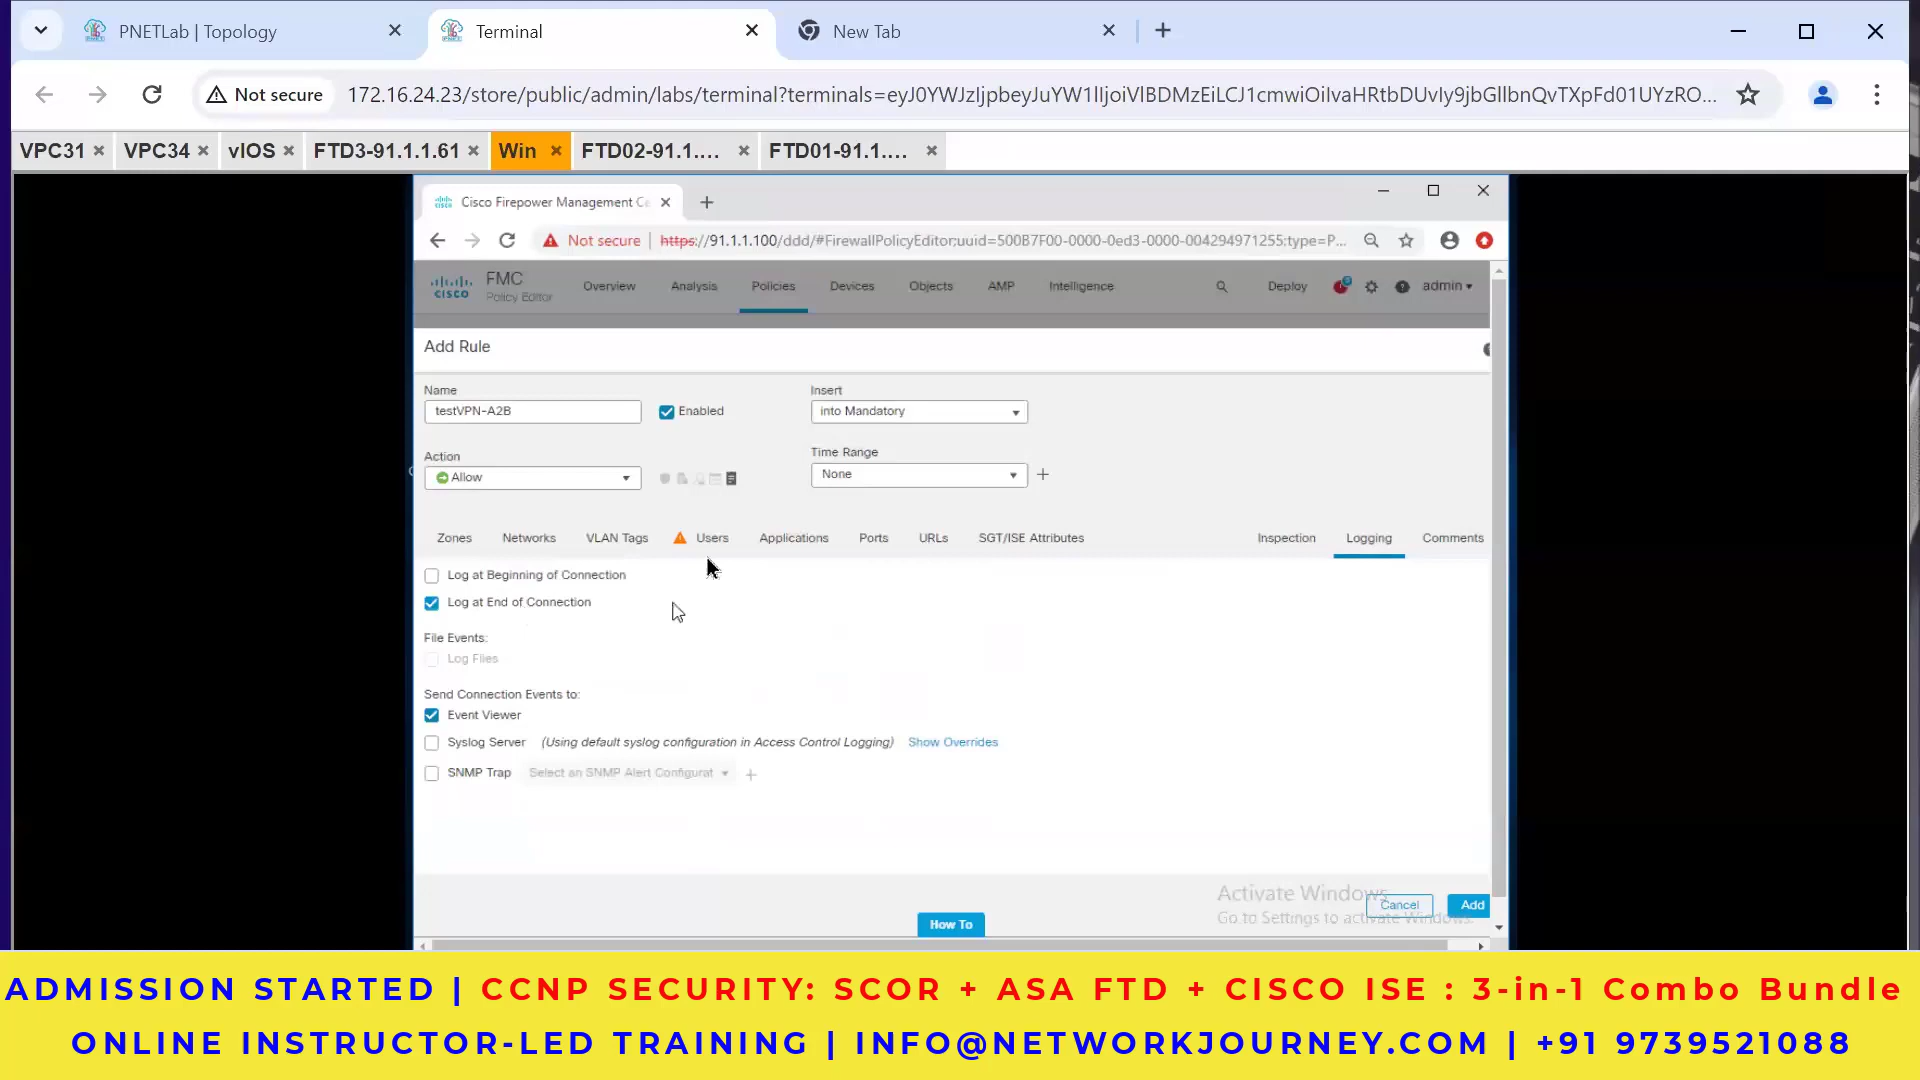 PNETLab | Topology
Terminal
New Tab
Not secure
172.16.24.23/store/public/admin/labs/terminal?terminals=eyJ0YWJzIjpbeyJuYW1lIjoiVlBDMzEiLCJ1cmwiOiIvaHRtbDUvIy9jbGllbnQvTXpFd01UYzRO...
VPC31
VPC34
vIOS
FTD3-91.1.1.61
Win
FTD02-91.1....
FTD01-91.1....
Cisco Firepower Management Ce
Not secure
https://91.1.1.100/ddd/#FirewallPolicyEditor;uuid=500B7F00-0000-0ed3-0000-004294971255:type=P...
CISCO
FMC
Policy Editor
Overview
Analysis
Policies
Devices
Objects
AMP
Intelligence
Deploy
admin
Add Rule
Name
Insert
testVPN-A2B
Enabled
into Mandatory
Action
Time Range
Allow
None
Zones
Networks
VLAN Tags
Users
Applications
Ports
URLs
SGT/ISE Attributes
Inspection
Logging
Comments
Log at Beginning of Connection
Log at End of Connection
File Events:
Log Files
Send Connection Events to:
Event Viewer
Syslog Server (Using default syslog configuration in Access Control Logging) Show Overrides
SNMP Trap
Select an SNMP Alert Configurat
Activate Windows
Go to Settings to activate Windows.
Cancel
Add
How To
ADMISSION STARTED | CCNP SECURITY: SCOR + ASA FTD + CISCO ISE : 3-in-1 Combo Bundle
ONLINE INSTRUCTOR-LED TRAINING | INFO@NETWORKJOURNEY.COM | +91 9739521088